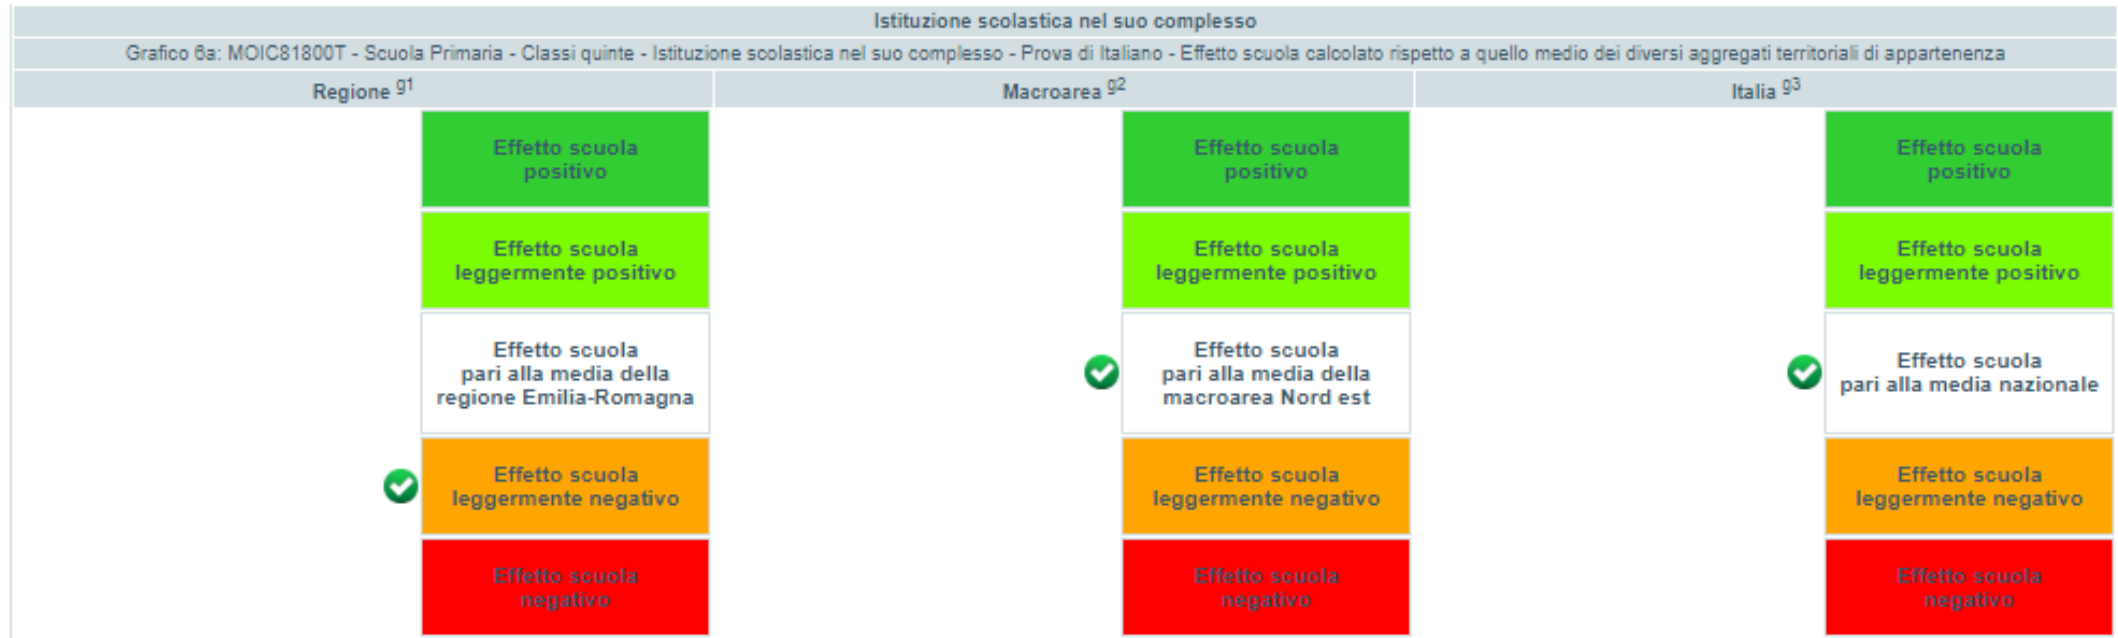 Istituzione scolastica nel suo complesso
Grafico 6a: MOIC81800T - Scuola Primaria - Classi quinte - Istituzione scolastica nel suo complesso - Prova di Italiano - Effetto scuola calcolato rispetto a quello medio dei diversi aggregati territoriali di appartenenza
Regione g1
Macroarea g2
Italia g3
Effetto scuola
positivo
Effetto scuola
leggermente positivo
Effetto scuola
pari alla media della
regione Emilia-Romagna
Effetto scuola
leggermente negativo
Effetto scuola
negativo
Effetto scuola
positivo
Effetto scuola
leggermente positivo
Effetto scuola
pari alla media della
macroarea Nord est
Effetto scuola
leggermente negativo
Effetto scuola
negativo
Effetto scuola
positivo
Effetto scuola
leggermente positivo
Effetto scuola
pari alla media nazionale
Effetto scuola
leggermente negativo
Effetto scuola
negativo